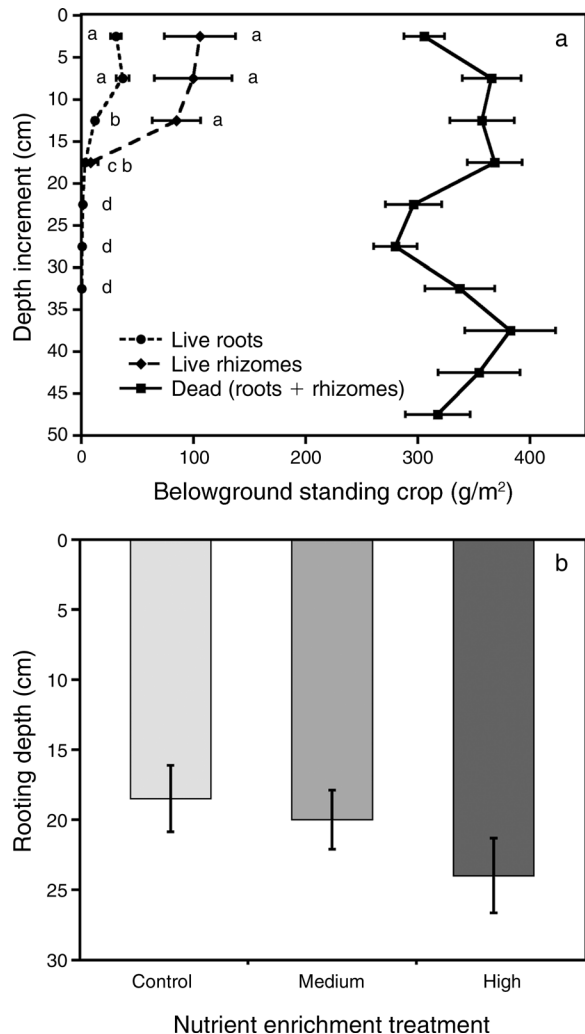 0
5
10
15
20
25
30
35
40
45
50
Depth increment (cm)
a
a a
a a
b a
c b
d
d
d
Live roots
Live rhizomes
Dead (roots + rhizomes)
0 100 200 300 400
Belowground standing crop (g/m²)
b
0
5
10
15
20
25
30
Rooting depth (cm)
Control Medium High
Nutrient enrichment treatment